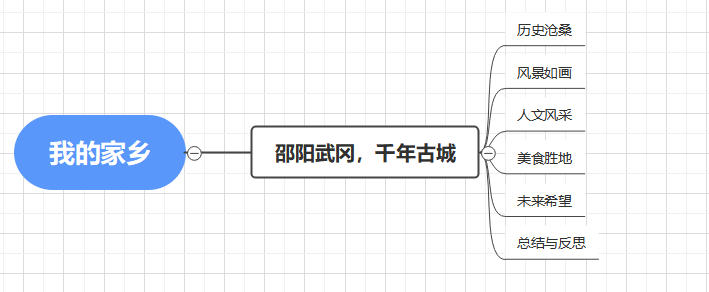 我的家乡
邵阳武冈，千年古城
历史沧桑
风景如画
人文风采
美食胜地
未来希望
总结与反思